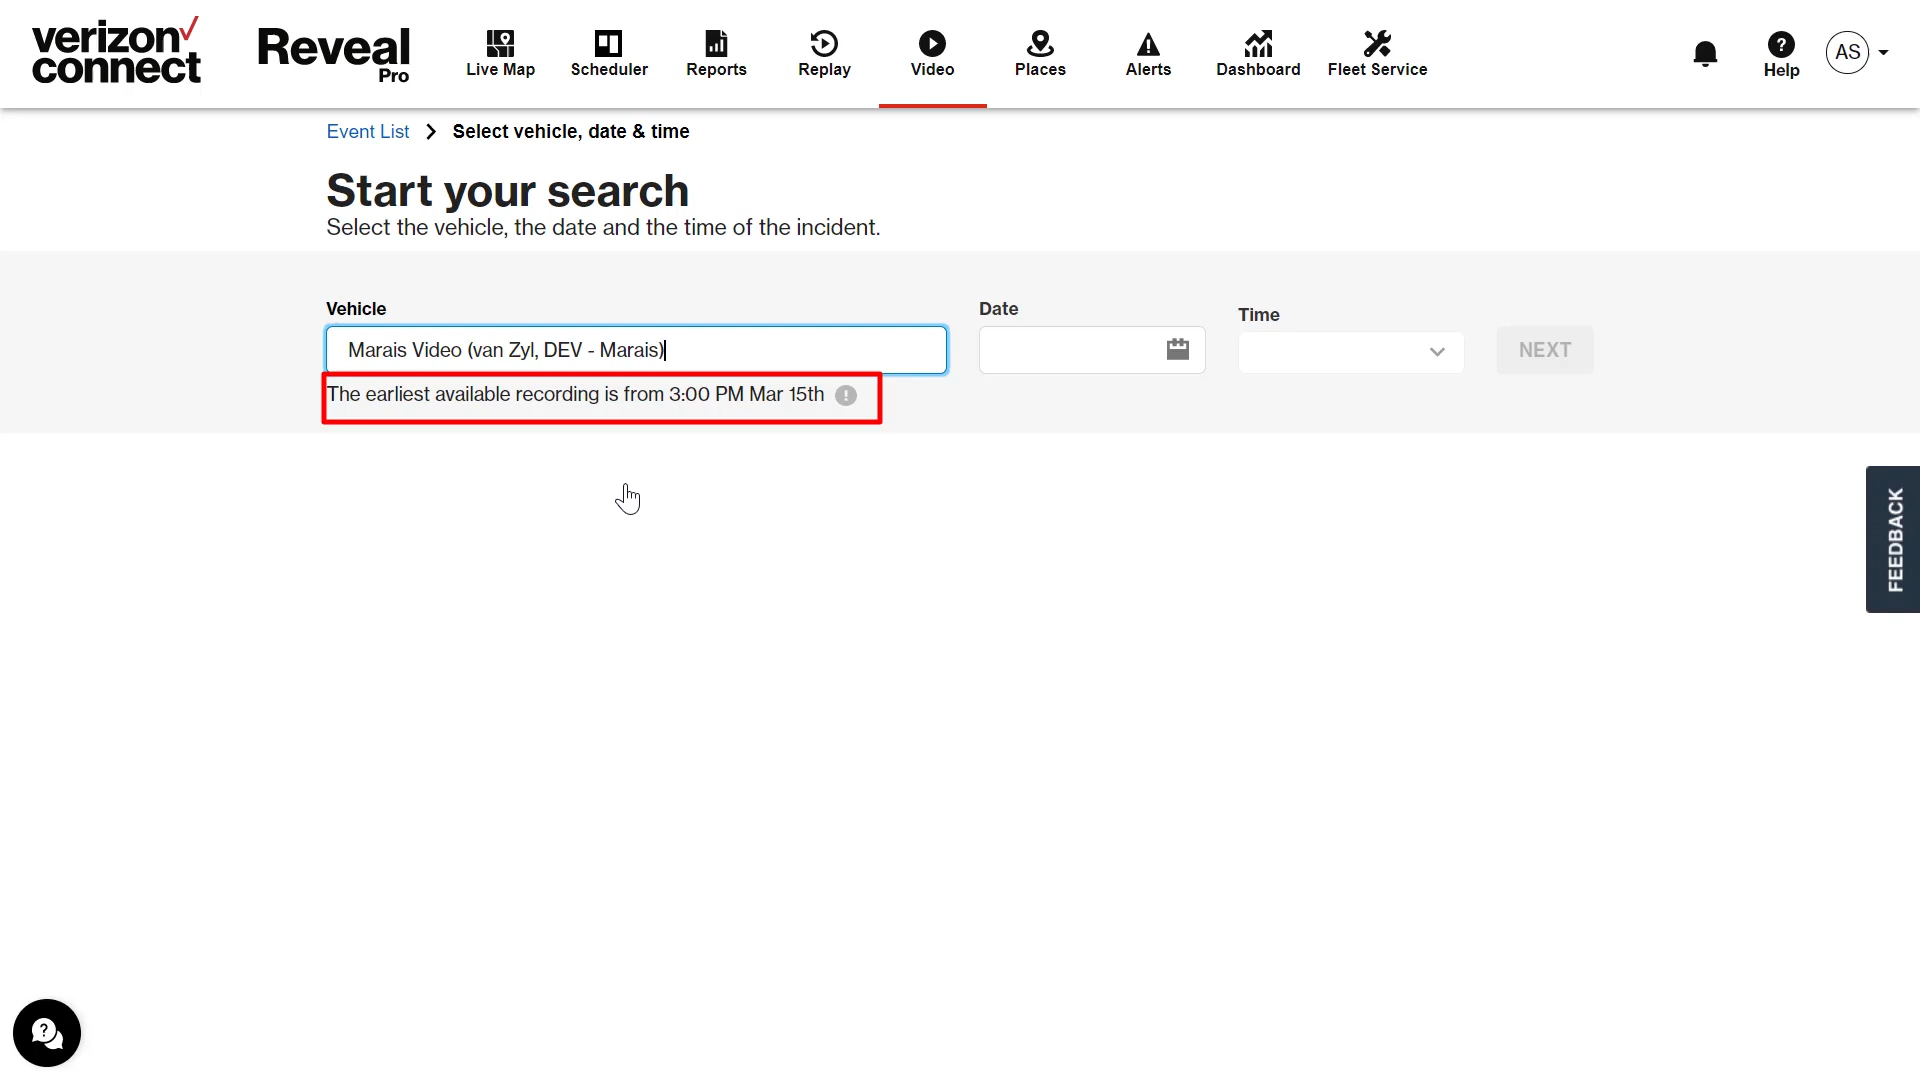 verizon
connect
Reveal
Pro
Live Map
Scheduler
Reports
Replay
Video
Places
Alerts
Dashboard
Fleet Service
?
Help
AS
Event List
Select vehicle, date & time
Start your search
Select the vehicle, the date and the time of the incident.
Vehicle
Date
Time
Marais Video (van Zyl, DEV - Marais)
NEXT
The earliest available recording is from 3:00 PM Mar 15th !
FEEDBACK
?